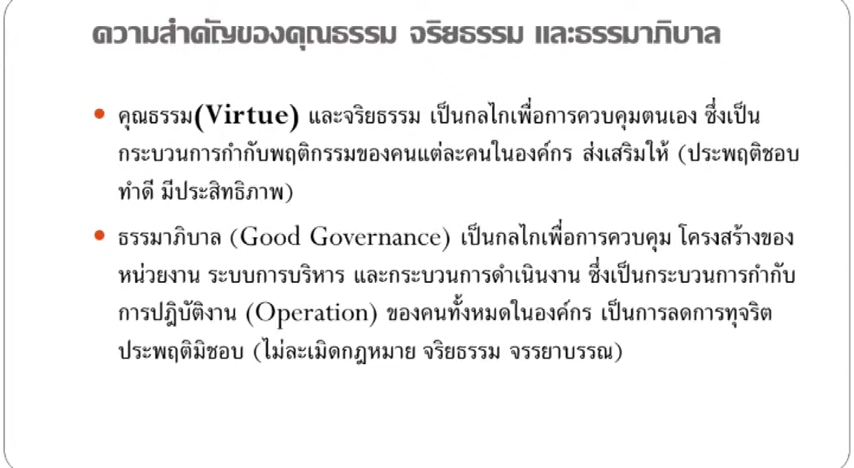 ความสำคัญของคุณธรรม จริยธรรม และธรรมาภิบาล
• คุณธรรม(Virtue) และจริยธรรม เป็นกลไกเพื่อการควบคุมตนเอง ซึ่งเป็น
กระบวนการกำกับพฤติกรรมของคนแต่ละคนในองค์กร ส่งเสริมให้ (ประพฤติชอบ
ทำดี มีประสิทธิภาพ)
• ธรรมาภิบาล (Good Governance) เป็นกลไกเพื่อการควบคุม โครงสร้างของ
หน่วยงาน ระบบการบริหาร และกระบวนการดำเนินงาน ซึ่งเป็นกระบวนการกำกับ
การปฎิบัติงาน (Operation) ของคนทั้งหมดในองค์กร เป็นการลดการทุจริต
ประพฤติมิชอบ (ไม่ละเมิดกฎหมาย จริยธรรม จรรยาบรรณ)